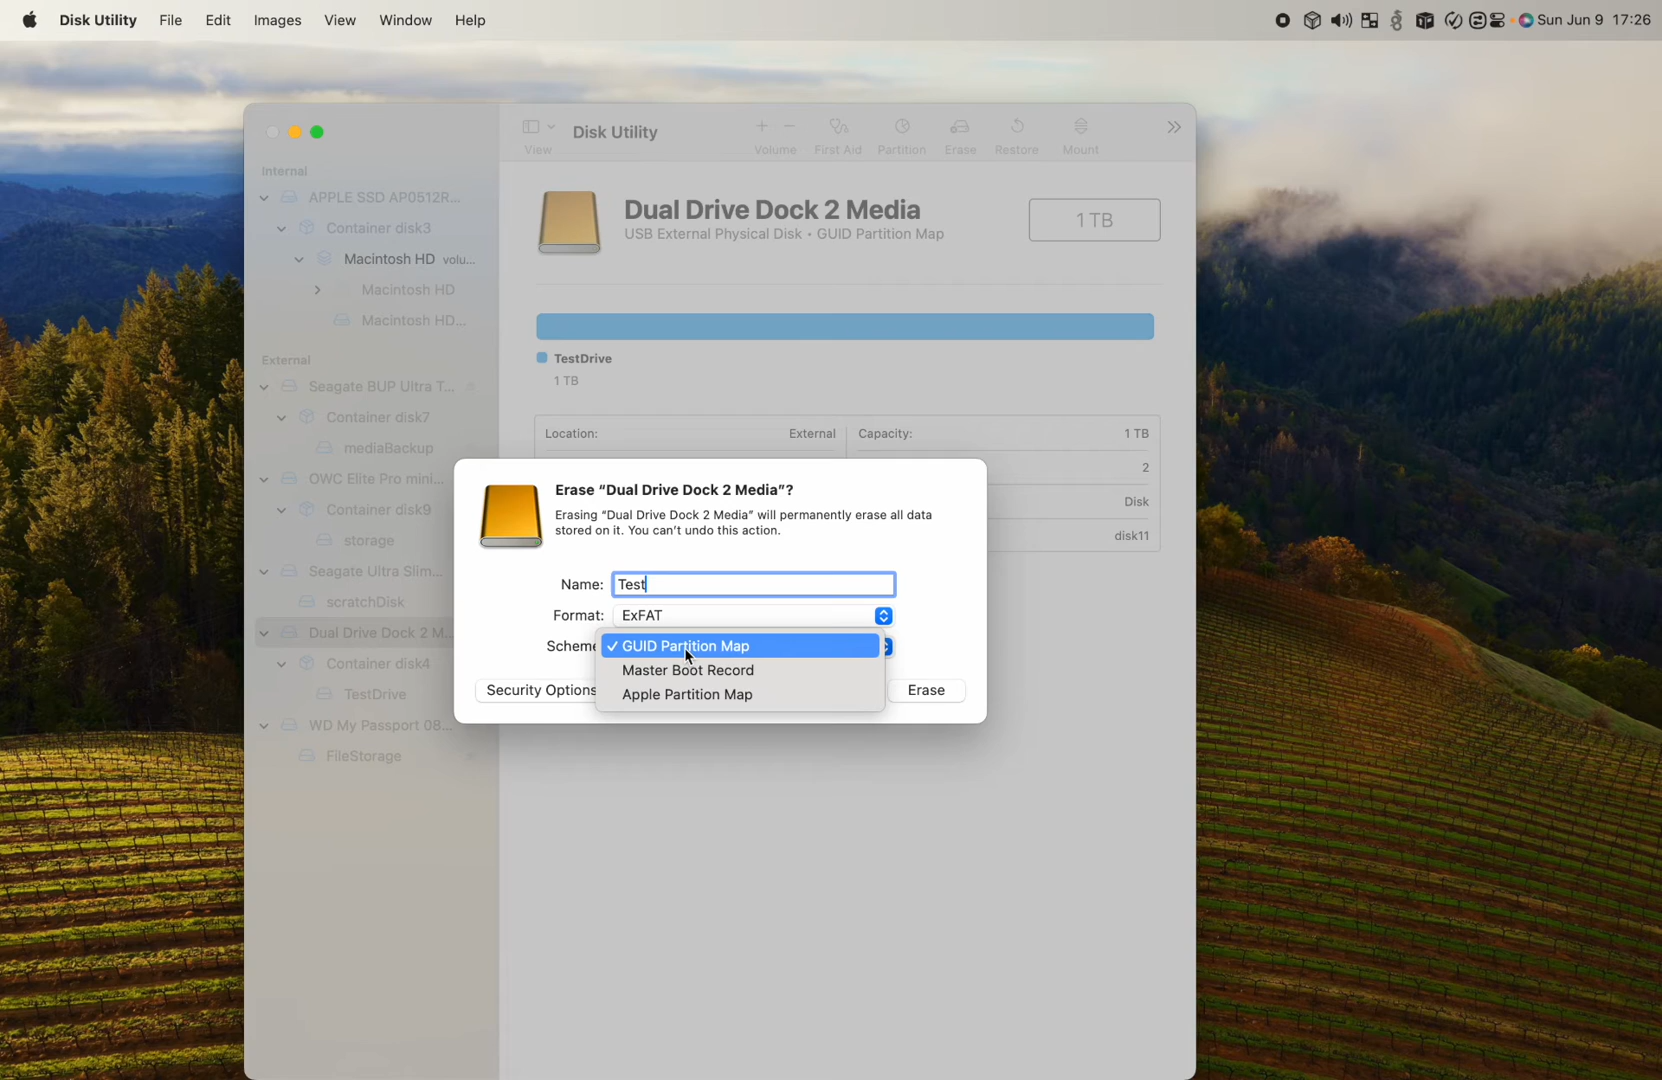 Disk Utility File Edit Images View Window Help Sun Jun 9 17:26
Disk Utility
View Volume First Aid Partition Erase Restore Mount
Internal
APPLE SSD AP0512R...
Container disk3
Macintosh HD volu...
Macintosh HD
Macintosh HD...
External
Seagate BUP Ultra T...
Container disk7
mediaBackup
OWC Elite Pro mini...
Container disk9
storage
Seagate Ultra Slim...
scratchDisk
Dual Drive Dock 2 M...
Container disk4
TestDrive
WD My Passport 08...
FileStorage
Dual Drive Dock 2 Media
USB External Physical Disk • GUID Partition Map
1 TB
TestDrive
1 TB
Location: External Capacity: 1 TB
2
Disk
disk11
Erase “Dual Drive Dock 2 Media”?
Erasing “Dual Drive Dock 2 Media” will permanently erase all data
stored on it. You can’t undo this action.
Name: Test
Format: ExFAT
Scheme ✓ GUID Partition Map
Master Boot Record
Apple Partition Map
Security Options Erase